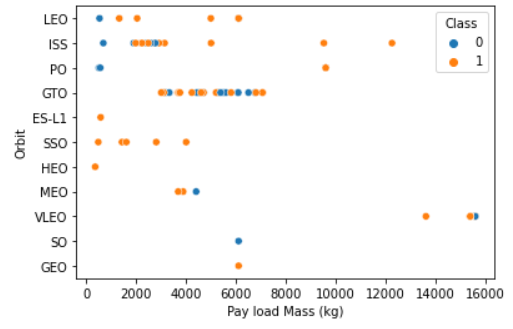 LEO
ISS
PO
GTO
ES-L1
SSO
HEO
MEO
VLEO
SO
GEO
Orbit
Class
0
1
0 2000 4000 6000 8000 10000 12000 14000 16000
Pay load Mass (kg)